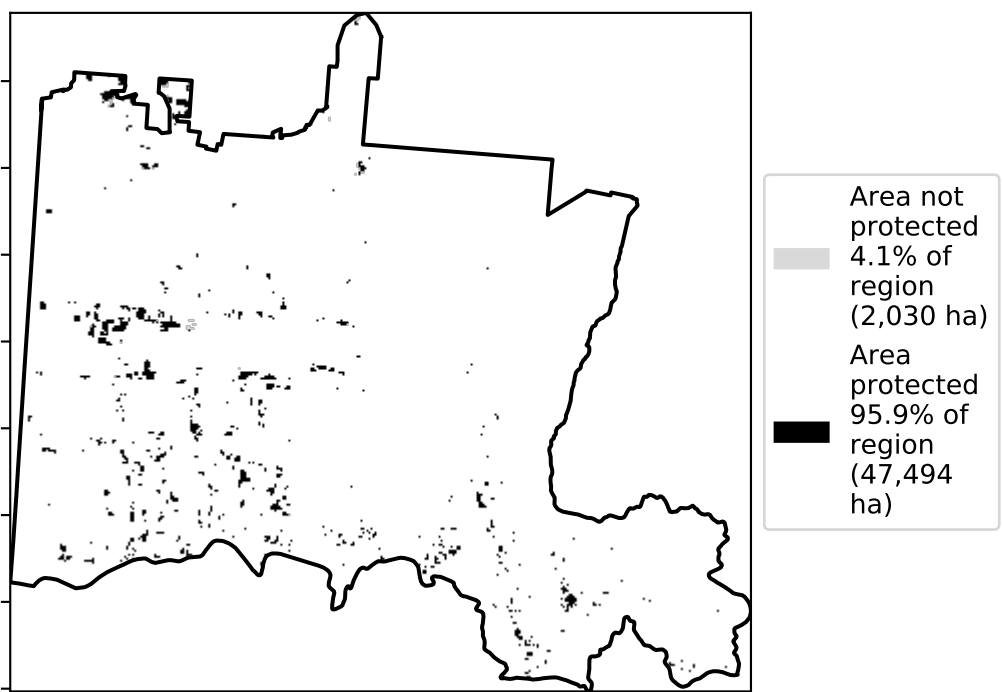 Area not
protected
4.1% of
region
(2,030 ha)
Area
protected
95.9% of
region
(47,494
ha)